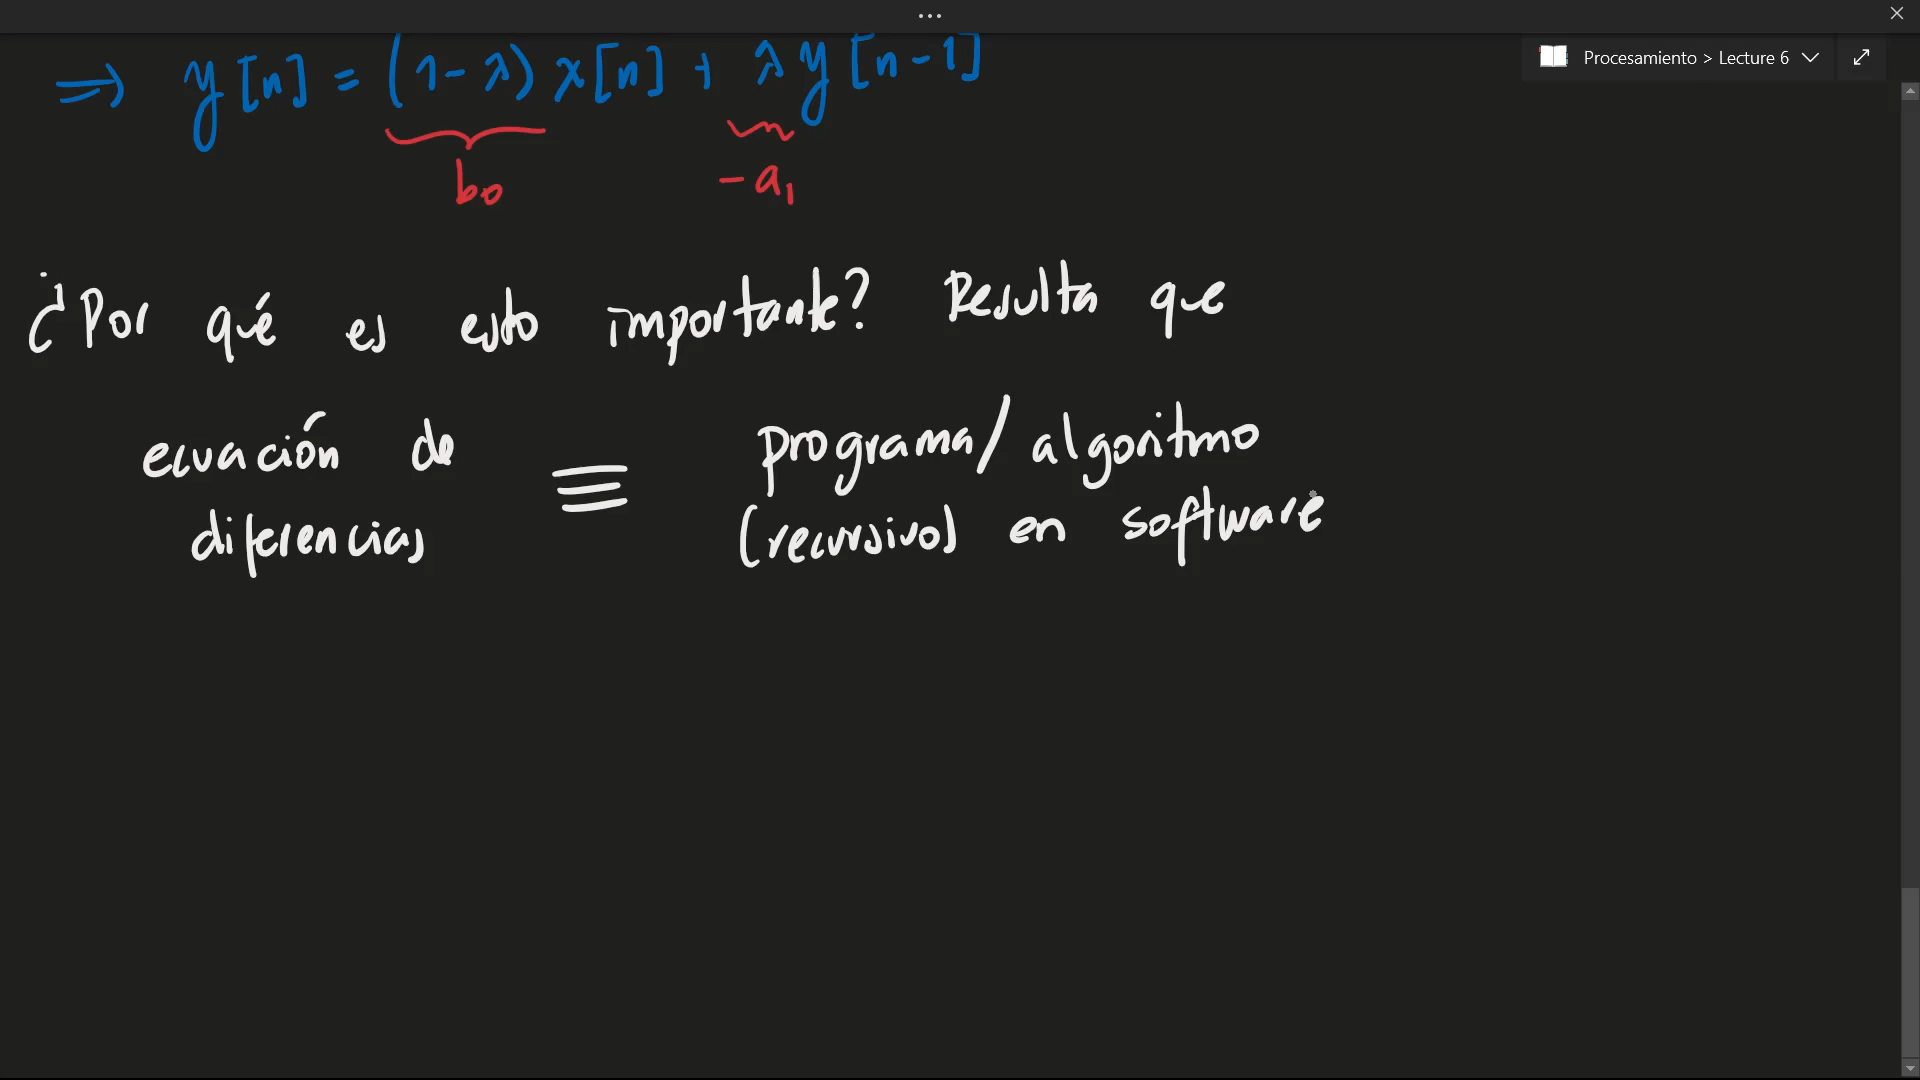 Procesamiento > Lecture 6
⇒ y[n] = (1-λ) x[n] + λ y[n-1]
b₀ -a₁
¿Por qué es esto importante? Resulta que
ecuación de ≡ programa/algoritmo
diferencias (recursivo) en software